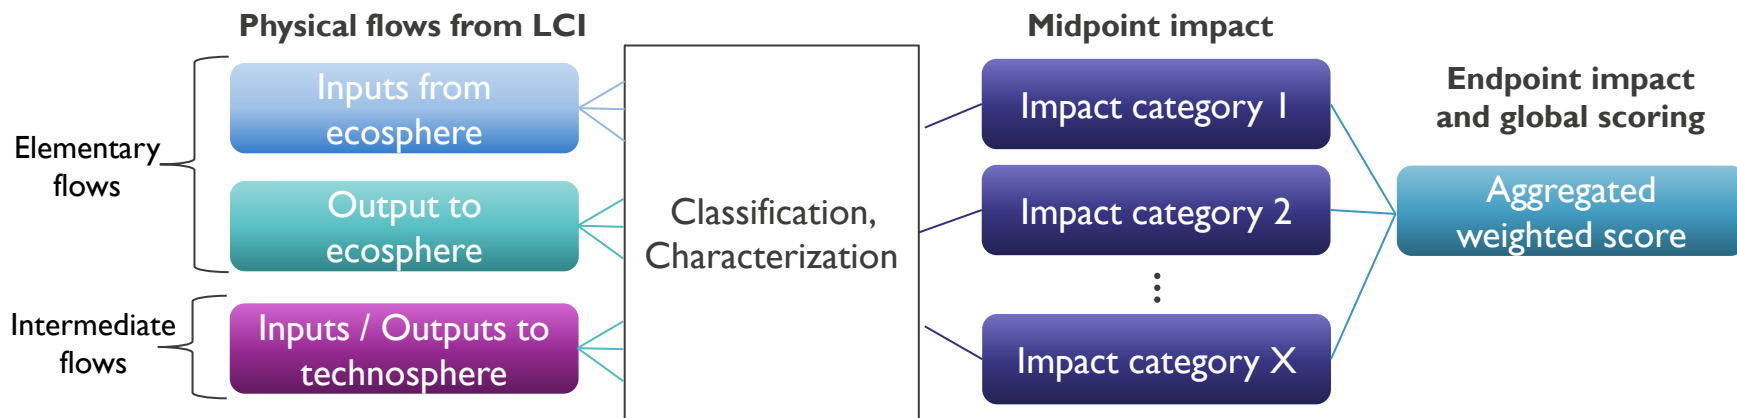 Physical flows from LCI
Elementary
flows
Inputs from
ecosphere
Output to
ecosphere
Intermediate
flows
Inputs / Outputs to
technosphere
Classification,
Characterization
Midpoint impact
Impact category 1
Impact category 2
⋮
Impact category X
Endpoint impact
and global scoring
Aggregated
weighted score